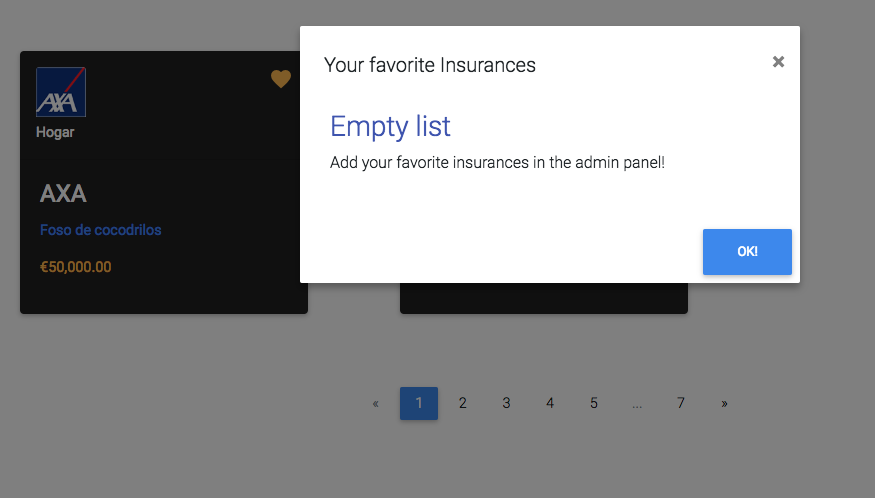 Your favorite Insurances
×
AXA
Hogar
Empty list
Add your favorite insurances in the admin panel!
AXA
Foso de cocodrilos
€50,000.00
OK!
« 1 2 3 4 5 ... 7 »